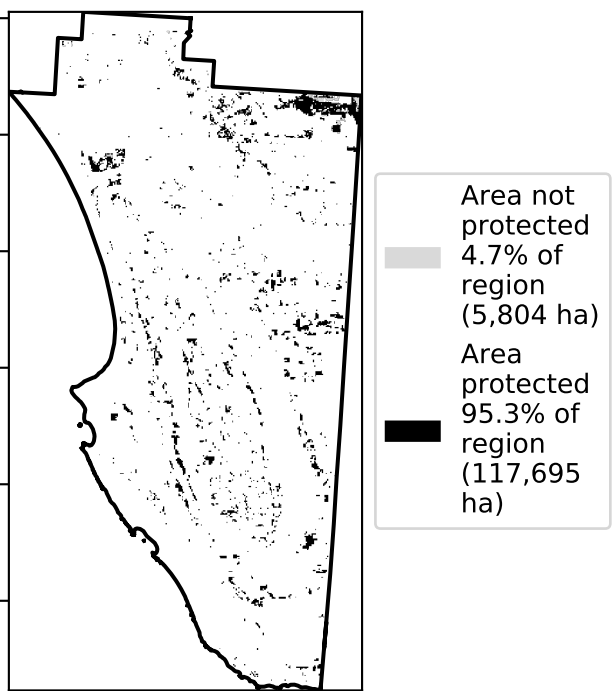 Area not
protected
4.7% of
region
(5,804 ha)
Area
protected
95.3% of
region
(117,695
ha)